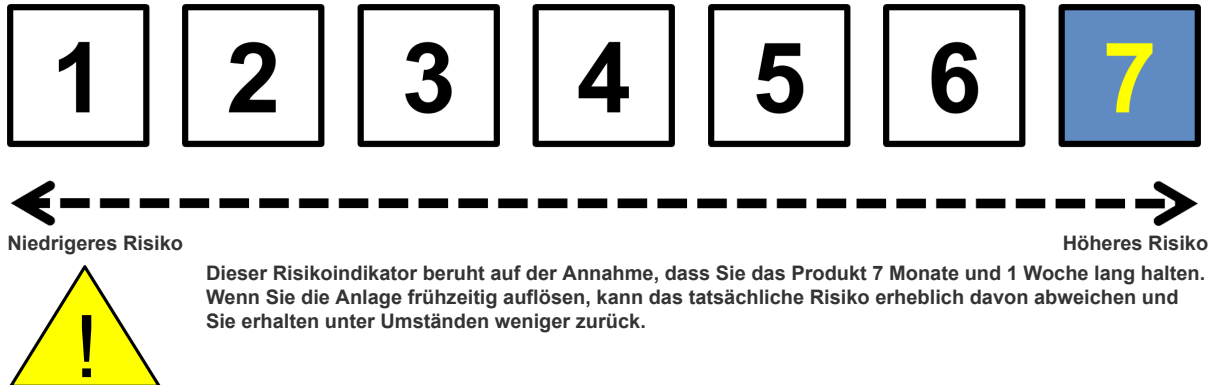 1 2 3 4 5 6 7
Niedrigeres Risiko Höheres Risiko
Dieser Risikoindikator beruht auf der Annahme, dass Sie das Produkt 7 Monate und 1 Woche lang halten.
Wenn Sie die Anlage frühzeitig auflösen, kann das tatsächliche Risiko erheblich davon abweichen und
Sie erhalten unter Umständen weniger zurück.
!